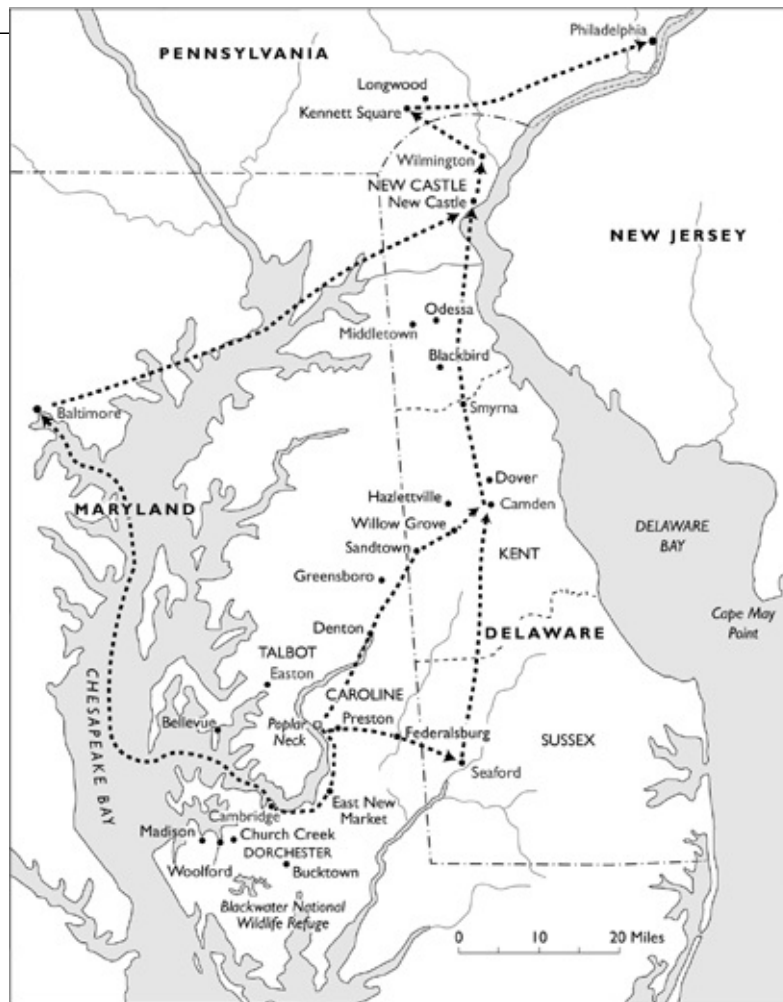 Philadelphia
PENNSYLVANIA
Longwood
Kennett Square
Wilmington
NEW CASTLE
New Castle
NEW JERSEY
Odessa
Middletown
Blackbird
Baltimore
Smyrna
Dover
MARYLAND
Hazlettville
Camden
Willow Grove
DELAWARE
BAY
Sandtown
KENT
Greensboro
Cape May
Point
Denton
DELAWARE
TALBOT
Easton
CHESAPEAKE BAY
CAROLINE
Bellevue
Poplar
Neck
Preston
Federalsburg
SUSSEX
Seaford
Cambridge
East New
Market
Madison
Church Creek
DORCHESTER
Woolford
Bucktown
Blackwater National
Wildlife Refuge
0 10 20 Miles